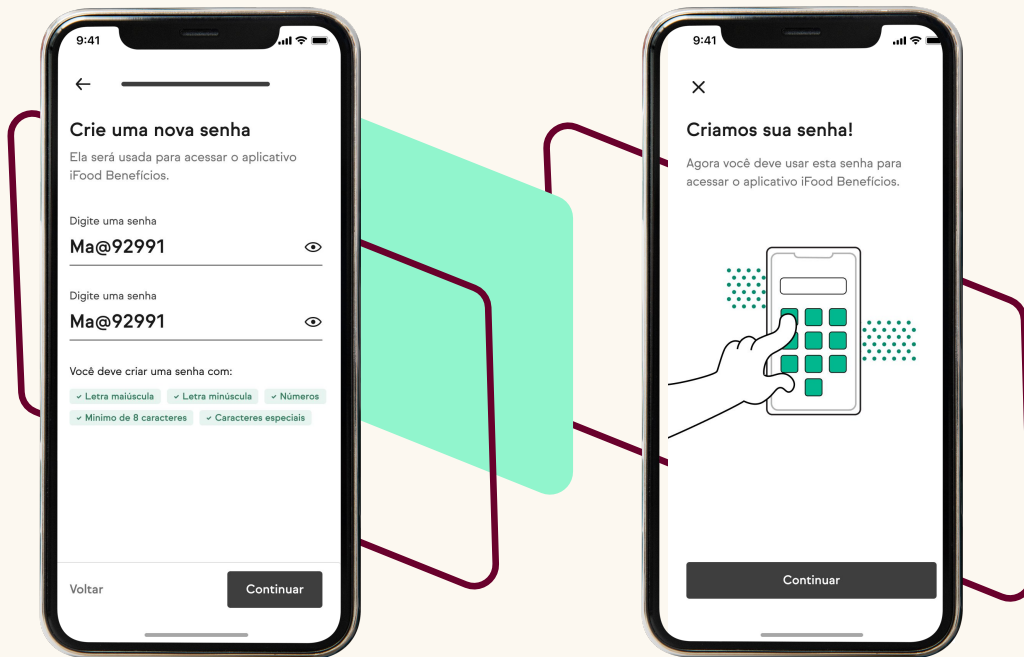 9:41
Crie uma nova senha
Ela será usada para acessar o aplicativo
iFood Benefícios.
Digite uma senha
Ma@92991
Digite uma senha
Ma@92991
Você deve criar uma senha com:
Letra maiúscula
Letra minúscula
Números
Minimo de 8 caracteres
Caracteres especiais
Voltar
Continuar
9:41
Criamos sua senha!
Agora você deve usar esta senha para
acessar o aplicativo iFood Benefícios.
Continuar